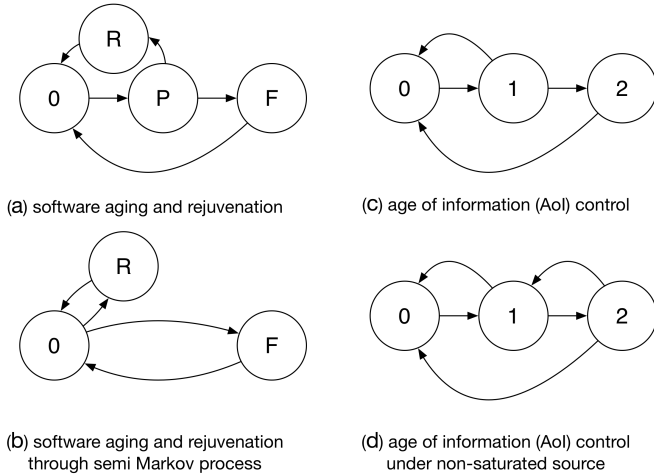 R
0
P
F
(a) software aging and rejuvenation
0
1
2
(c) age of information (AoI) control
R
0
F
(b) software aging and rejuvenation
through semi Markov process
0
1
2
(d) age of information (AoI) control
under non-saturated source